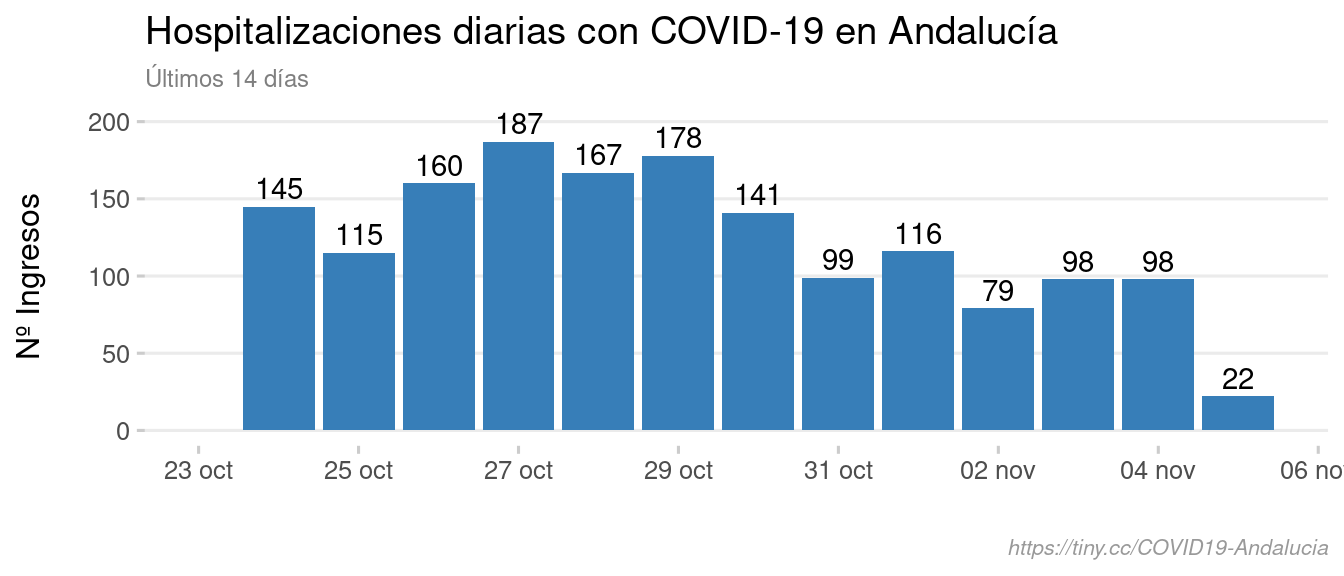 Hospitalizaciones diarias con COVID-19 en Andalucía
Últimos 14 días
Nº Ingresos
200
150
100
50
0
145
115
160
187
167
178
141
99
116
79
98
98
22
23 oct
25 oct
27 oct
29 oct
31 oct
02 nov
04 nov
06 no
https://tiny.cc/COVID19-Andalucia